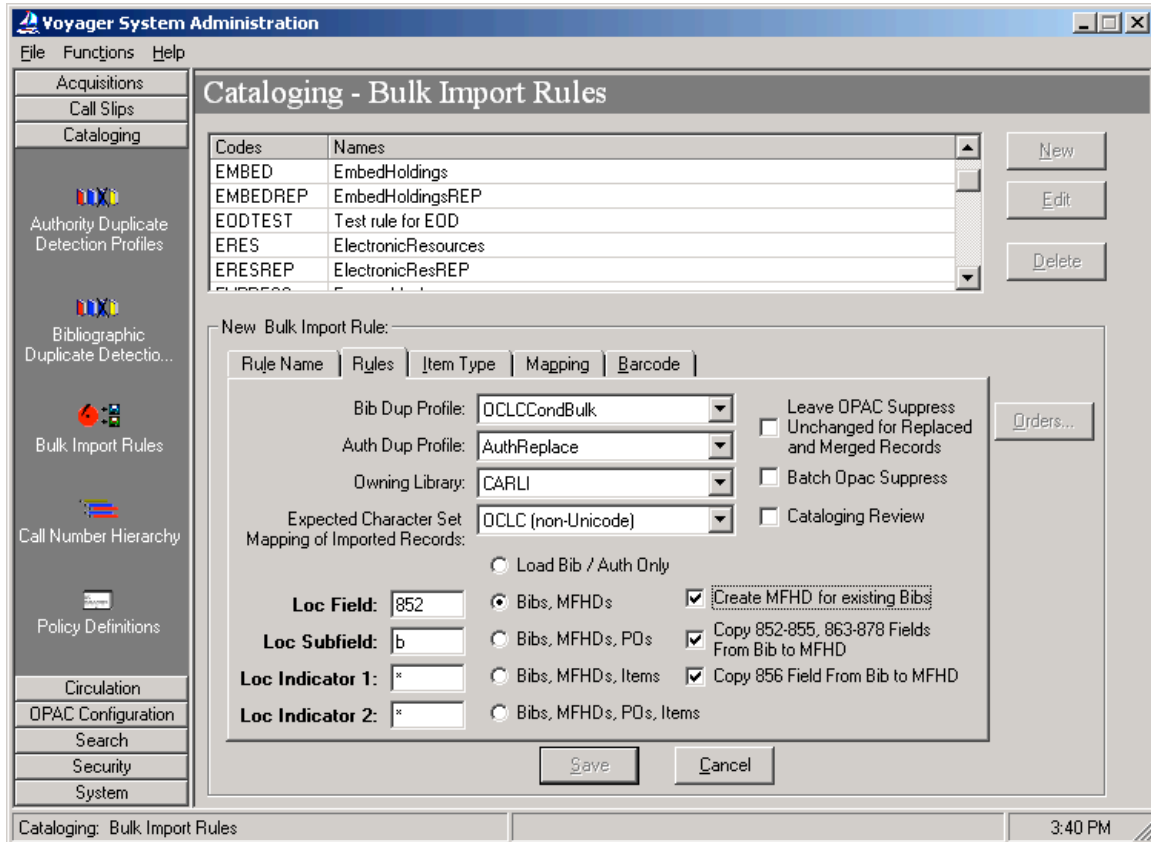 Voyager System Administration
File Functions Help
Acquisitions
Call Slips
Cataloging
Authority Duplicate
Detection Profiles
Bibliographic
Duplicate Detectio...
Bulk Import Rules
Call Number Hierarchy
Policy Definitions
Circulation
OPAC Configuration
Search
Security
System
Cataloging - Bulk Import Rules
Codes Names
EMBED EmbedHoldings
EMBEDREP EmbedHoldingsREP
EODTEST Test rule for EOD
ERES ElectronicResources
ERESREP ElectronicResREP
New
Edit
Delete
New Bulk Import Rule:
Rule Name Rules Item Type Mapping Barcode
Bib Dup Profile: OCLCCondBulk
Auth Dup Profile: AuthReplace
Owning Library: CARLI
Expected Character Set
Mapping of Imported Records: OCLC (non-Unicode)
Leave OPAC Suppress
Unchanged for Replaced
and Merged Records
Batch Opac Suppress
Cataloging Review
Orders...
Load Bib / Auth Only
Loc Field: 852 Bibs, MFHDs Create MFHD for existing Bibs
Loc Subfield: b Bibs, MFHDs, POs Copy 852-855, 863-878 Fields
From Bib to MFHD
Loc Indicator 1: * Bibs, MFHDs, Items Copy 856 Field From Bib to MFHD
Loc Indicator 2: * Bibs, MFHDs, POs, Items
Save Cancel
Cataloging: Bulk Import Rules 3:40 PM